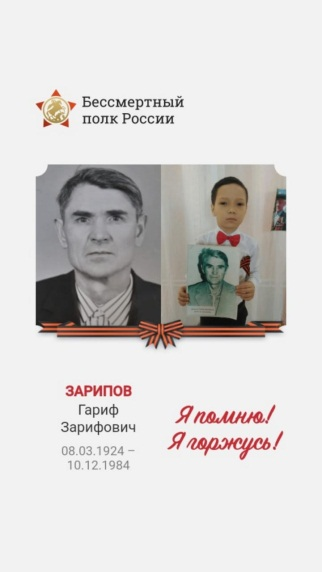 Бессмертный
полк России
ЗАРИПОВ
Гариф
Зарифович
08.03.1924 –
10.12.1984
Я помню!
Я горжусь!